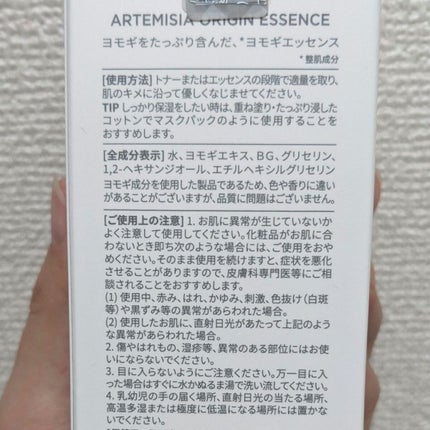 ARTEMISIA ORIGIN ESSENCE
ヨモギをたっぷり含んだ、*ヨモギエッセンス
*整肌成分
[使用方法] トナーまたはエッセンスの段階で適量を取り、
肌のキメに沿って優しくなじませてください。
TIP しっかり保湿をしたい時は、重ね塗り・たっぷり浸した
コットンでマスクパックのように使用することを
おすすめします。
[全成分表示] 水、ヨモギエキス、BG、グリセリン、
1,2-ヘキサンジオール、エチルヘキシルグリセリン
ヨモギ成分を使用した製品であるため、色や香りに違い
があることがございますが、品質に問題はございません。
[ご使用上の注意] 1. お肌に異常が生じていないかよ
く注意して使用してください。化粧品がお肌に合
わないとき即ち次のような場合には、ご使用をおや
めください。そのまま使用を続けますと、症状を悪化
させることがありますので、皮膚科専門医等にご相
談されることをおすすめします。
(1) 使用中、赤み、はれ、かゆみ、刺激、色抜け(白斑
等)や黒ずみ等の異常があらわれた場合。
(2) 使用したお肌に、直射日光があたって上記のよう
な異常があらわれた場合。
2. 傷やはれもの、湿疹等、異常のある部位にはお使
いにならないでください。
3. 目に入らないようにご注意ください。万一目に入
った場合はすぐに水かぬるま湯で洗い流してください。
4. 乳幼児の手の届く場所、直射日光の当たる場所、
高温多湿または極度に低温になる場所には置かな
いでください。